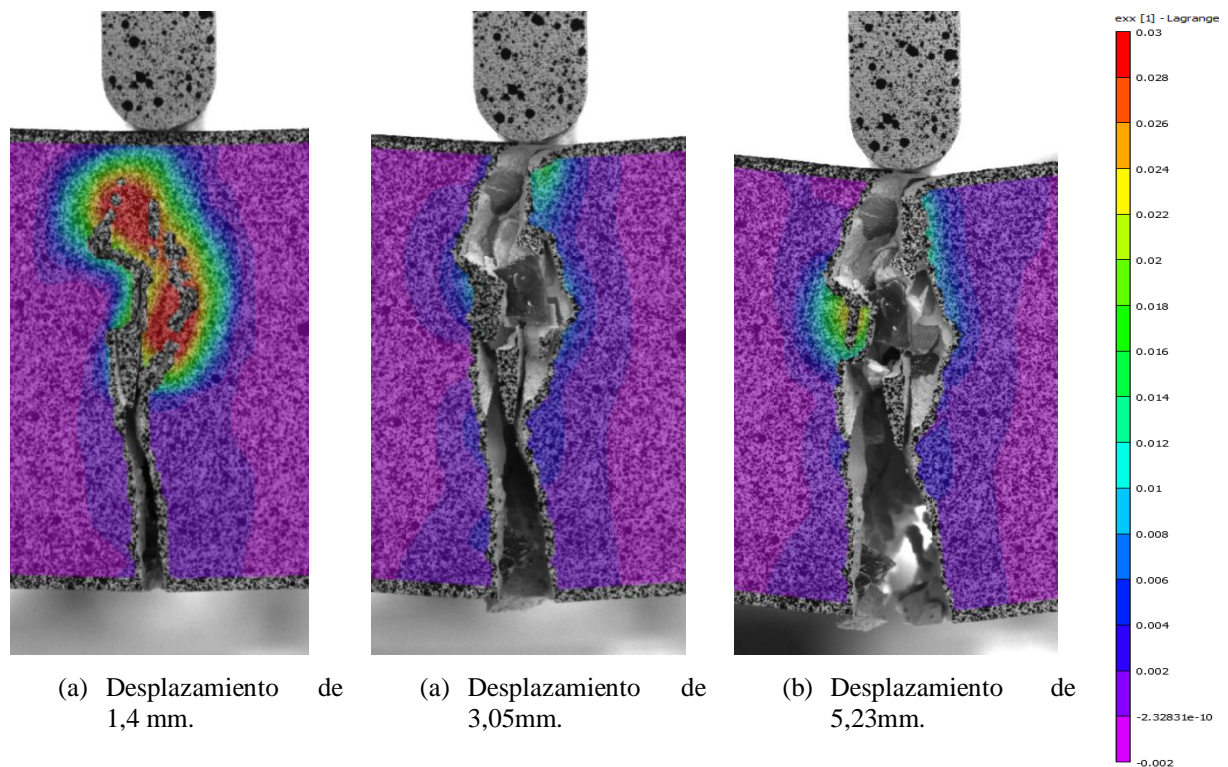 exx [1] - Lagrange
0.03
0.028
0.026
0.024
0.022
0.02
0.018
0.016
0.014
0.012
0.01
0.008
0.006
0.004
0.002
-2.32831e-10
-0.002
(a) Desplazamiento de
1,4 mm.
(a) Desplazamiento de
3,05mm.
(b) Desplazamiento de
5,23mm.